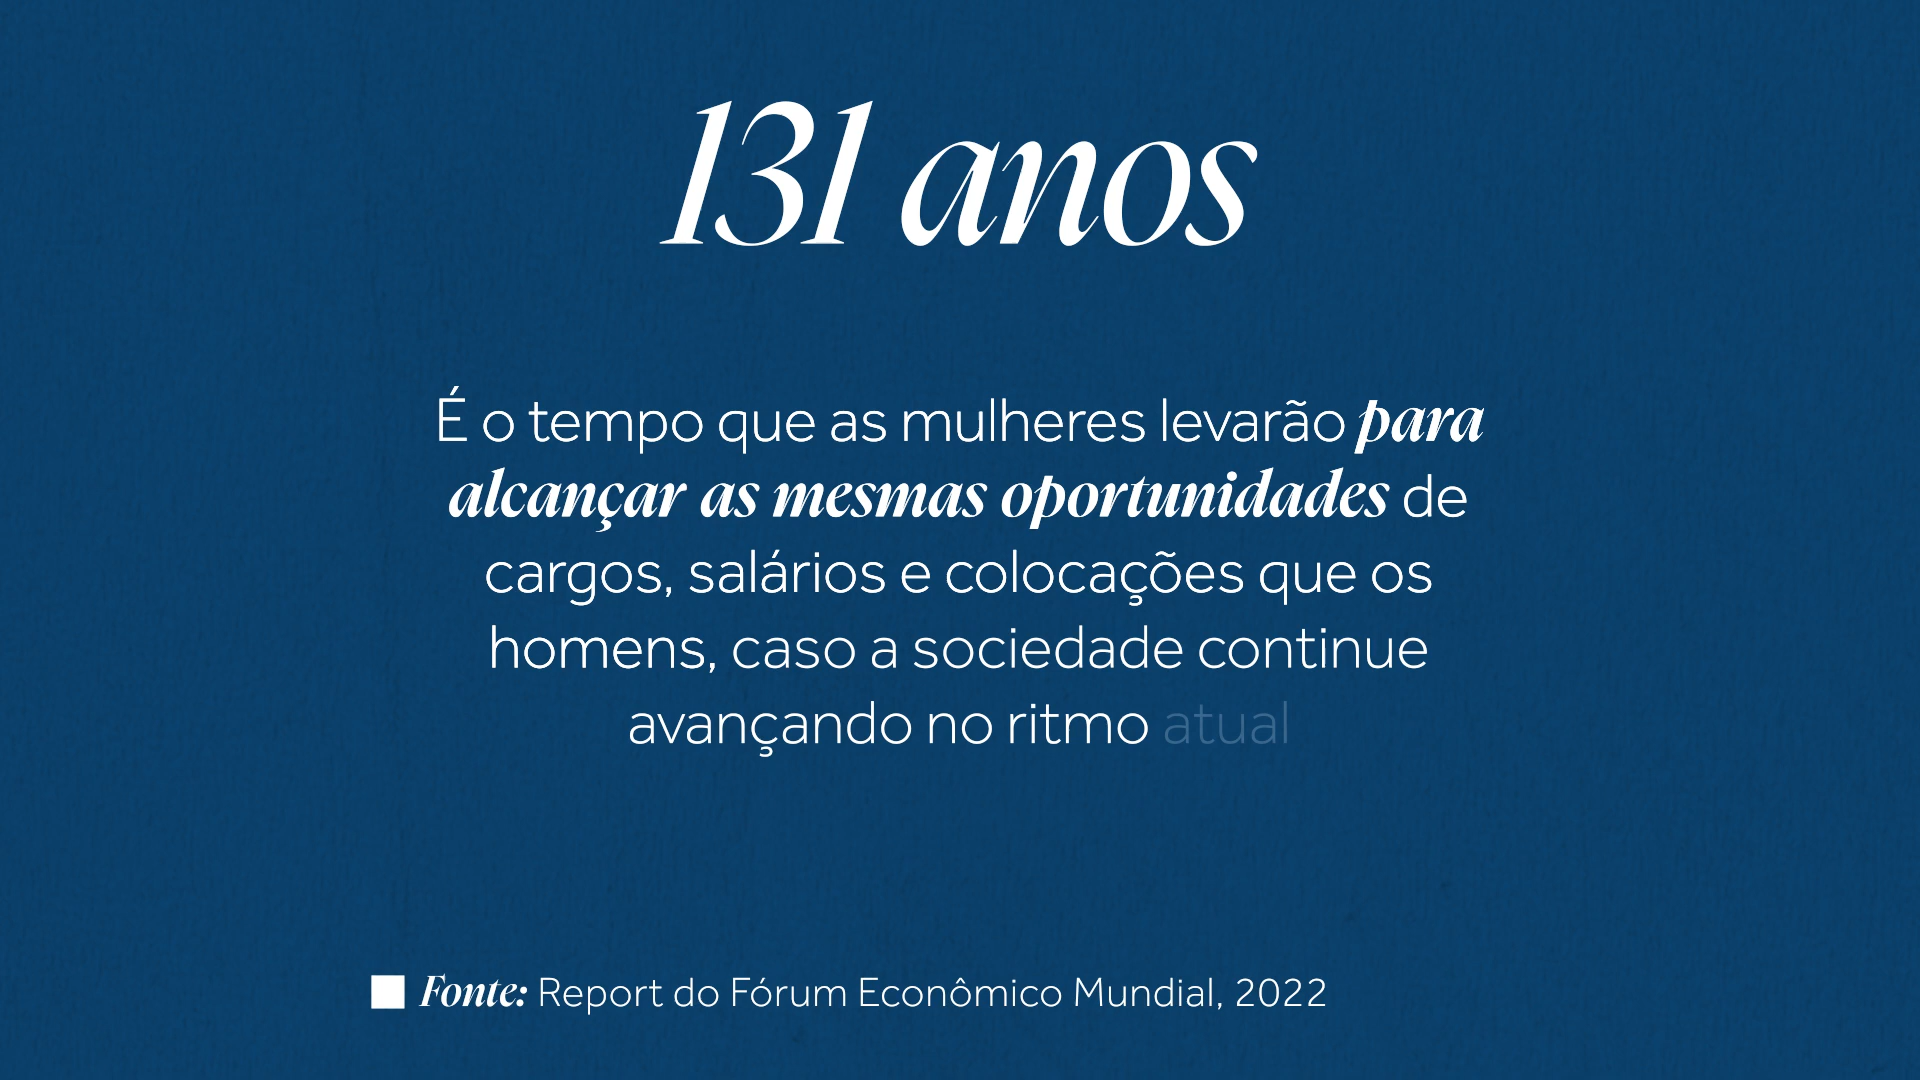 131 anos
É o tempo que as mulheres levarão para
alcançar as mesmas oportunidades de
cargos, salários e colocações que os
homens, caso a sociedade continue
avançando no ritmo atual
Fonte: Report do Fórum Econômico Mundial, 2022